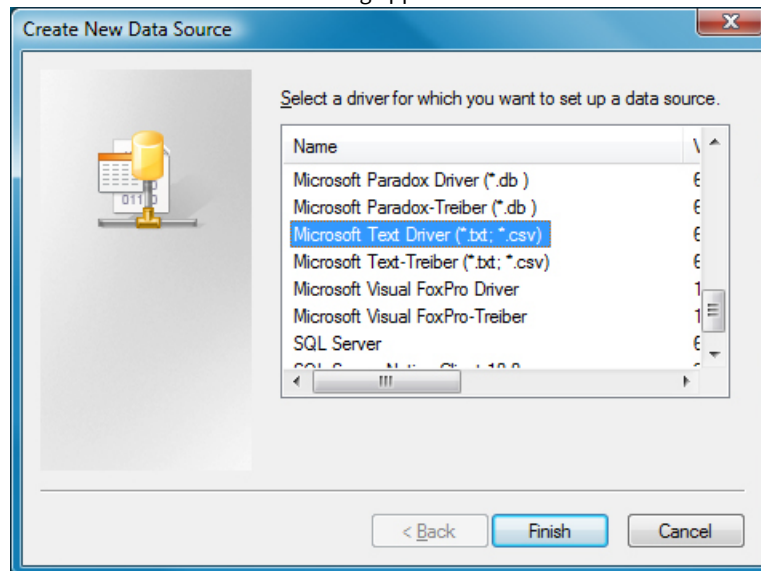 Create New Data Source
Select a driver for which you want to set up a data source.
Name
Microsoft Paradox Driver (*.db )
Microsoft Paradox-Treiber (*.db )
Microsoft Text Driver (*.txt; *.csv)
Microsoft Text-Treiber (*.txt; *.csv)
Microsoft Visual FoxPro Driver
Microsoft Visual FoxPro-Treiber
SQL Server
< Back Finish Cancel